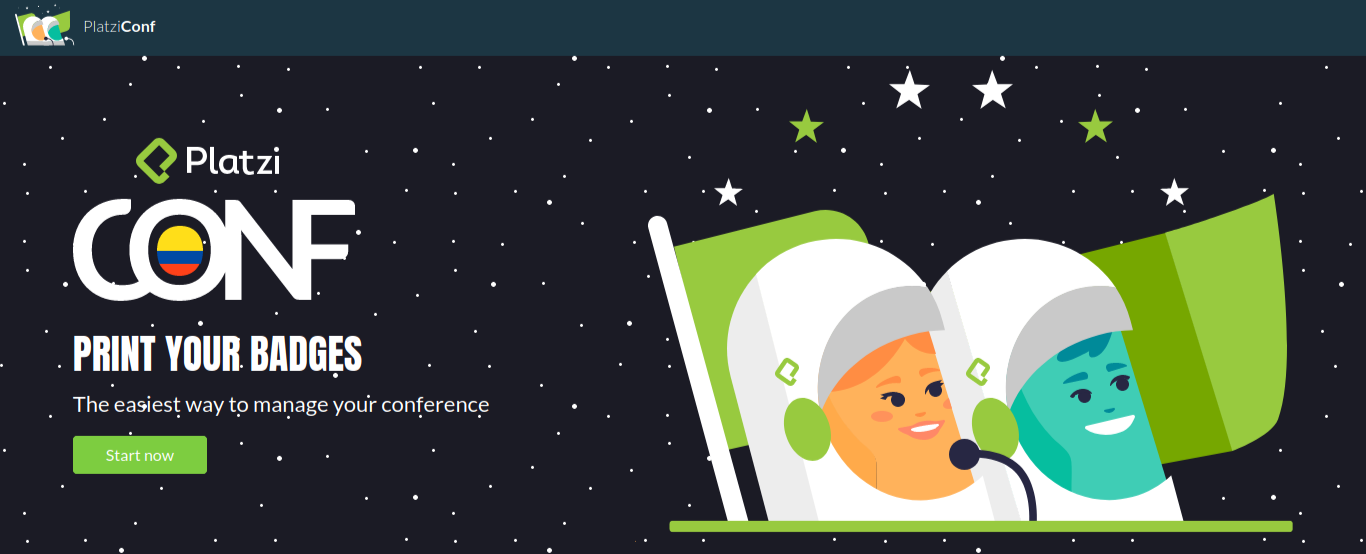 PlatziConf
Platzi
CONF
PRINT YOUR BADGES
The easiest way to manage your conference
Start now